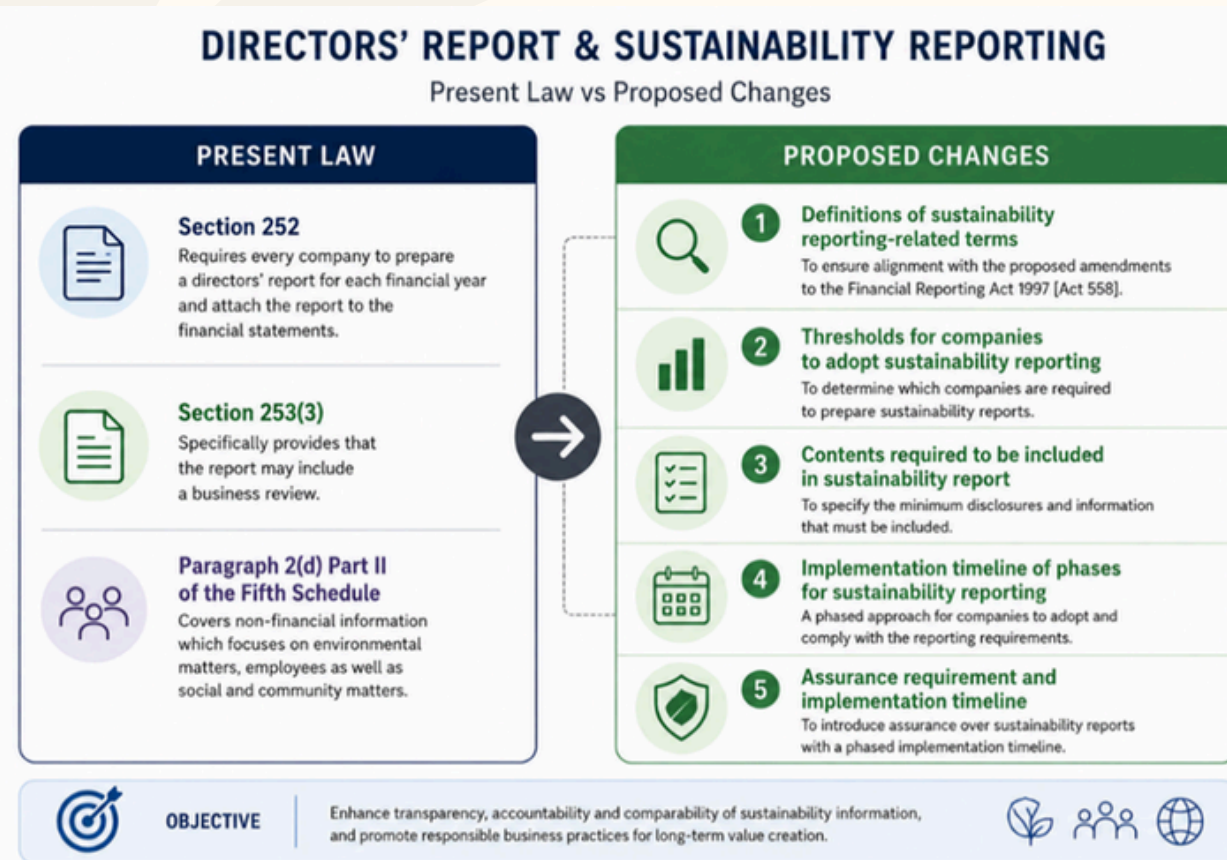 DIRECTORS' REPORT & SUSTAINABILITY REPORTING
Present Law vs Proposed Changes
PRESENT LAW
Section 252
Requires every company to prepare
a directors' report for each financial year
and attach the report to the
financial statements.
Section 253(3)
Specifically provides that
the report may include
a business review.
Paragraph 2(d) Part II
of the Fifth Schedule
Covers non-financial information
which focuses on environmental
matters, employees as well as
social and community matters.
PROPOSED CHANGES
1
Definitions of sustainability
reporting-related terms
To ensure alignment with the proposed amendments
to the Financial Reporting Act 1997 [Act 558].
2
Thresholds for companies
to adopt sustainability reporting
To determine which companies are required
to prepare sustainability reports.
3
Contents required to be included
in sustainability report
To specify the minimum disclosures and information
that must be included.
4
Implementation timeline of phases
for sustainability reporting
A phased approach for companies to adopt and
comply with the reporting requirements.
5
Assurance requirement and
implementation timeline
To introduce assurance over sustainability reports
with a phased implementation timeline.
OBJECTIVE
Enhance transparency, accountability and comparability of sustainability information,
and promote responsible business practices for long-term value creation.